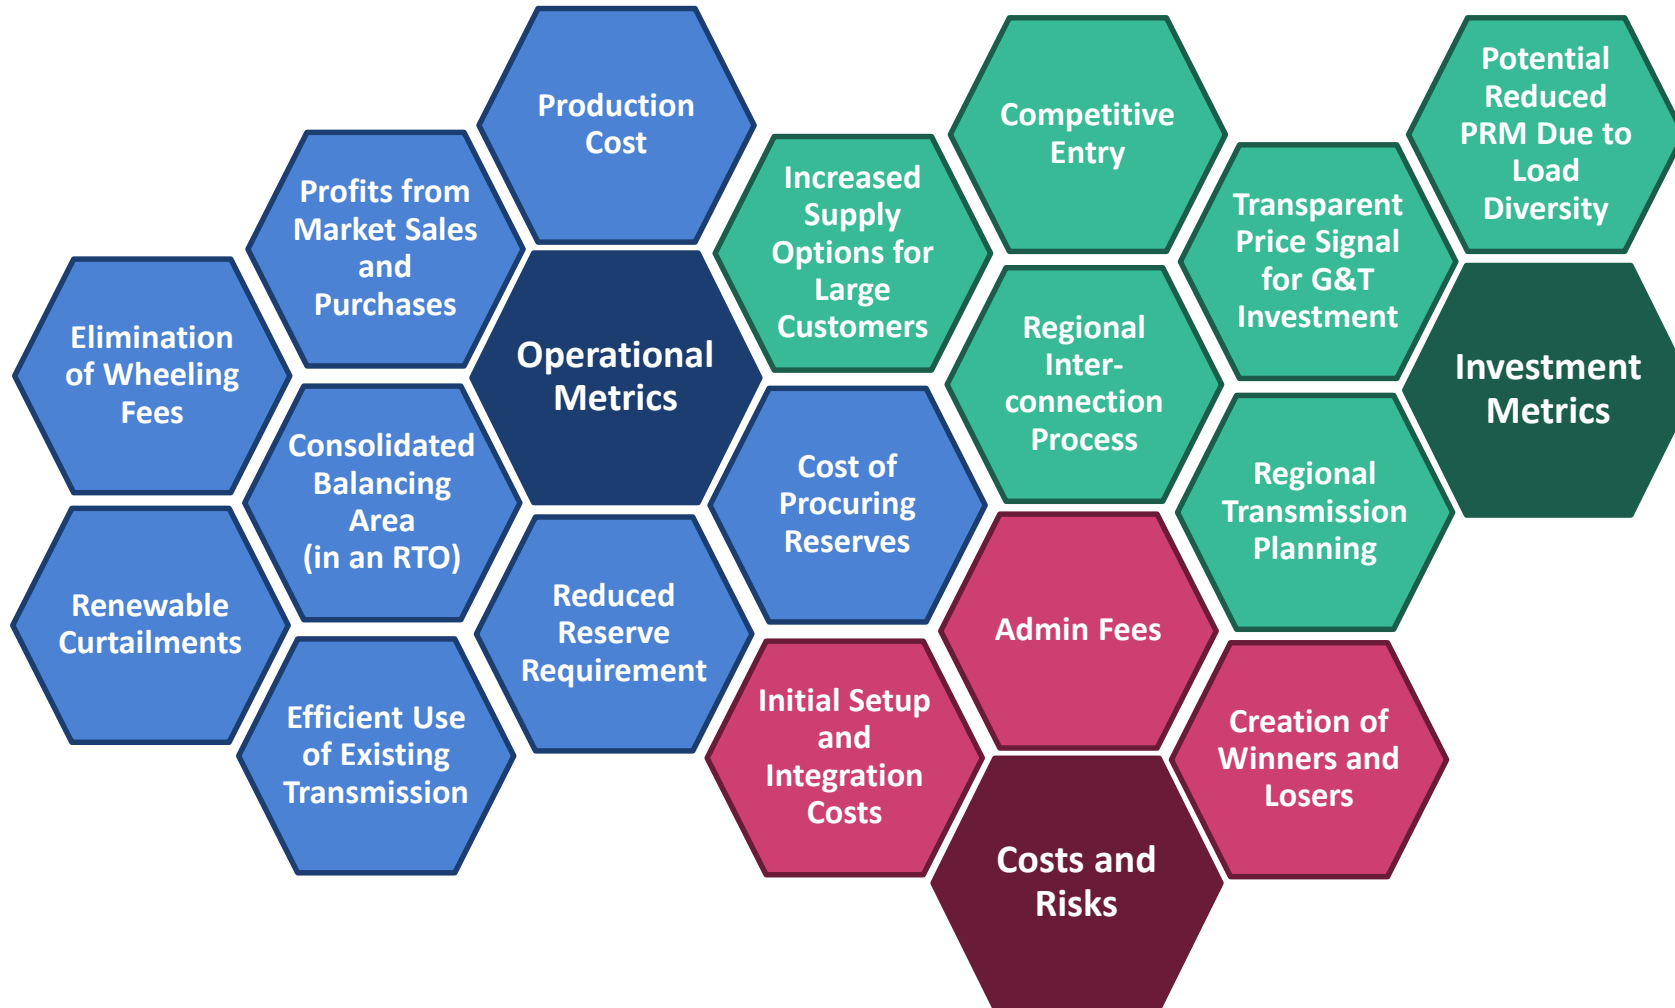 Production
Cost
Profits from
Market Sales
and
Purchases
Elimination
of Wheeling
Fees
Operational
Metrics
Consolidated
Balancing
Area
(in an RTO)
Renewable
Curtailments
Reduced
Reserve
Requirement
Efficient Use
of Existing
Transmission
Cost of
Procuring
Reserves
Increased
Supply
Options for
Large
Customers
Competitive
Entry
Regional
Inter-
connection
Process
Transparent
Price Signal
for G&T
Investment
Potential
Reduced
PRM Due to
Load
Diversity
Investment
Metrics
Regional
Transmission
Planning
Admin Fees
Initial Setup
and
Integration
Costs
Creation of
Winners and
Losers
Costs and
Risks